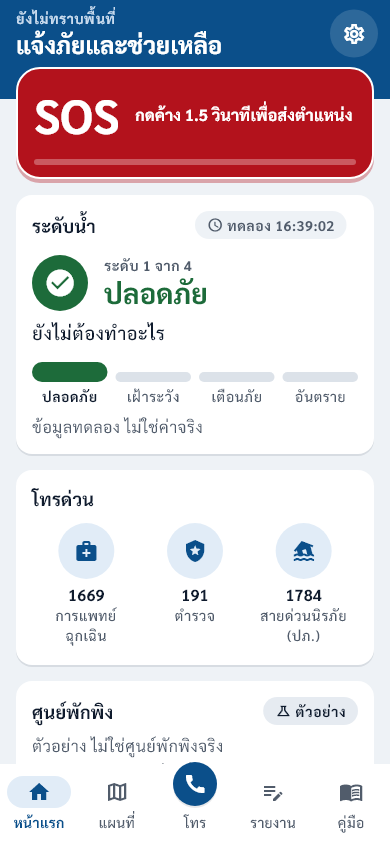 ยังไม่ทราบพื้นที่
แจ้งภัยและช่วยเหลือ
SOS กดค้าง 1.5 วินาทีเพื่อส่งตำแหน่ง
ระดับน้ำ
ทดลอง 16:39:02
ระดับ 1 จาก 4
ปลอดภัย
ยังไม่ต้องทำอะไร
ปลอดภัย เฝ้าระวัง เตือนภัย อันตราย
ข้อมูลทดลอง ไม่ใช่ค่าจริง
โทรด่วน
1669
การแพทย์
ฉุกเฉิน
191
ตำรวจ
1784
สายด่วนนิรภัย
(ปภ.)
ศูนย์พักพิง
ตัวอย่าง
ตัวอย่าง ไม่ใช่ศูนย์พักพิงจริง
หน้าแรก แผนที่ โทร รายงาน คู่มือ